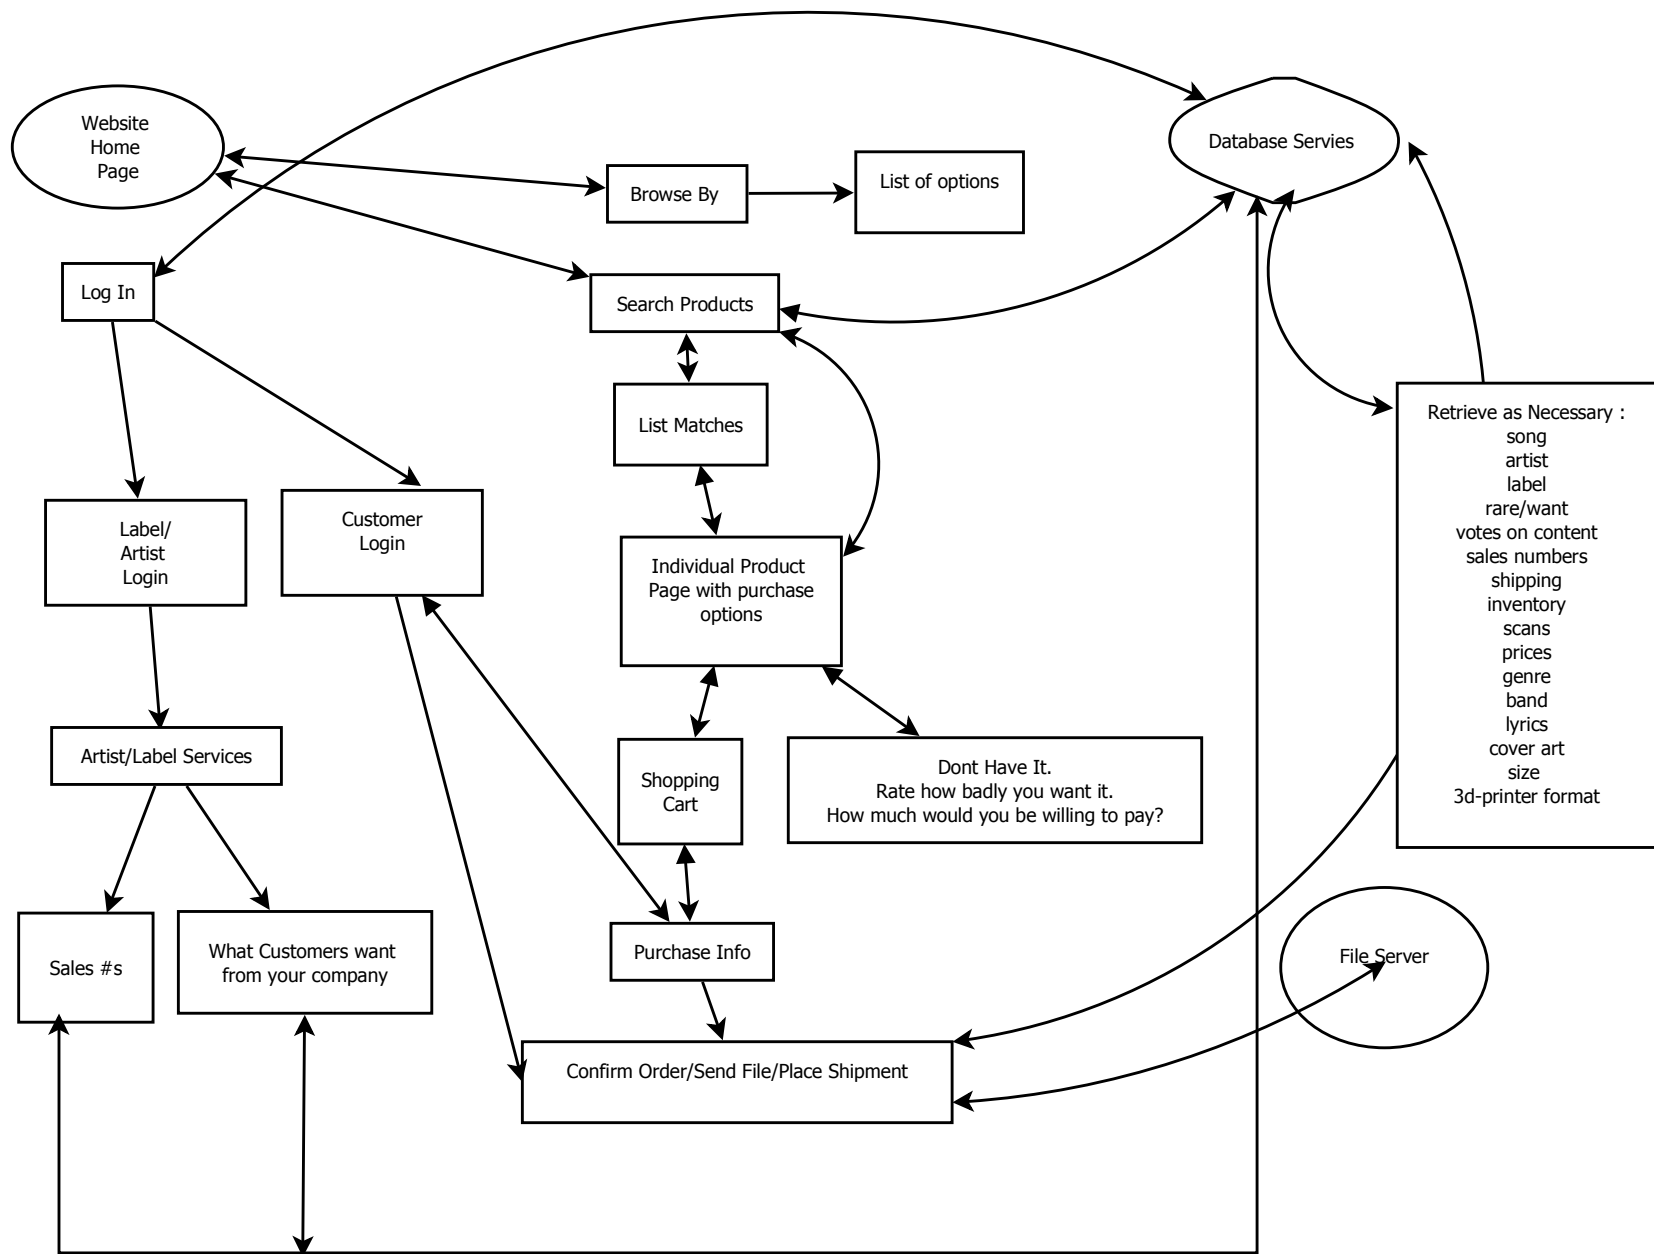 Website
Home
Page
Database Servies
Browse By
List of options
Log In
Search Products
List Matches
Retrieve as Necessary :
song
artist
label
rare/want
votes on content
sales numbers
shipping
inventory
scans
prices
genre
band
lyrics
cover art
size
3d-printer format
Label/
Artist
Login
Customer
Login
Individual Product
Page with purchase
options
Artist/Label Services
Shopping
Cart
Dont Have It.
Rate how badly you want it.
How much would you be willing to pay?
Sales #s
What Customers want
from your company
Purchase Info
File Server
Confirm Order/Send File/Place Shipment